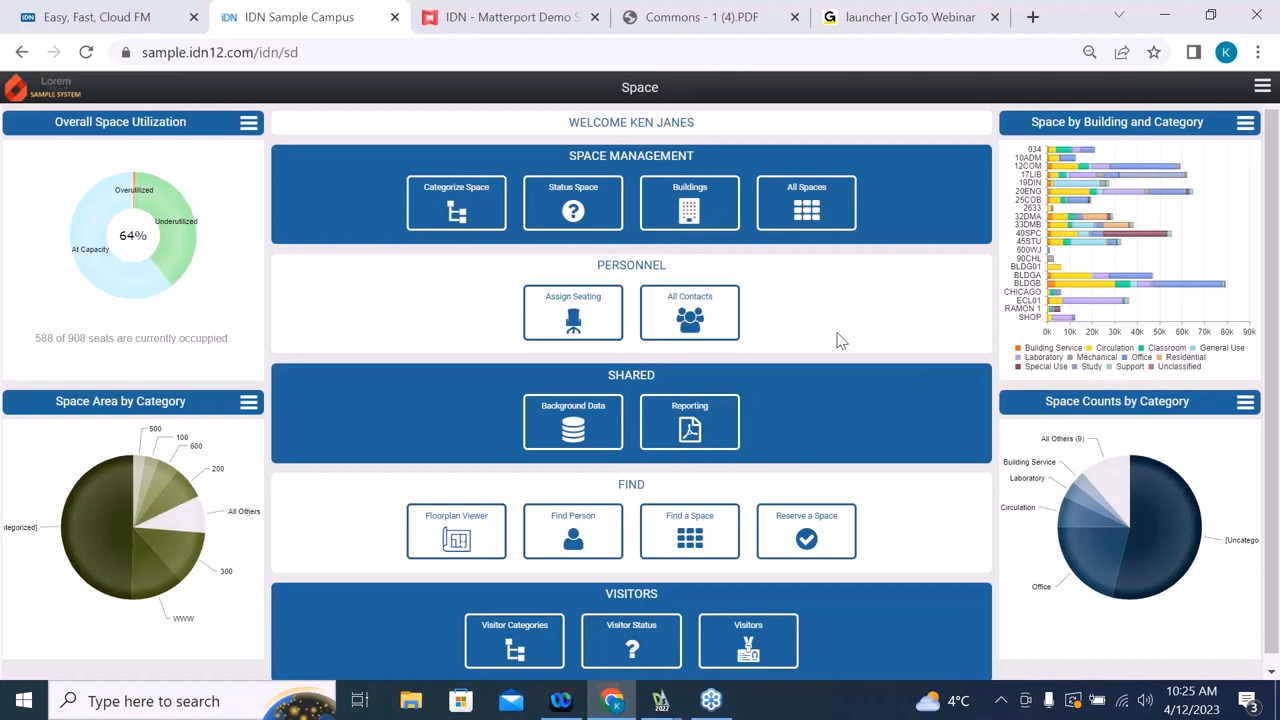 Easy, Fast, Cloud FM
IDN Sample Campus
IDN - Matterport Demo S
Commons - 1 (4).PDF
launcher | GoTo Webinar
sample.idn12.com/idn/sd
K
Lorem
SAMPLE SYSTEM
Space
Overall Space Utilization
Overutilized
Underutilized
64%
At Capacity
588 of 908 seats are currently occuppied.
Space Area by Category
500
100
600
200
All Others
tegorized]
300
WWW
WELCOME KEN JANES
SPACE MANAGEMENT
Categorize Space
Status Space
Buildings
All Spaces
PERSONNEL
Assign Seating
All Contacts
SHARED
Background Data
Reporting
FIND
Floorplan Viewer
Find Person
Find a Space
Reserve a Space
VISITORS
Visitor Categories
Visitor Status
Visitors
Space by Building and Category
034
10ADM
12COM
17LIB
19DIN
20ENG
25COB
2633
32DMA
33DMB
40SPC
45STU
600WJ
90CHL
BLDG01
BLDGA
BLDGB
CHICAGO
ECL01
RAMON 1
SHOP
0k 10k 20k 30k 40k 50k 60k 70k 80k 90k
Building Service Circulation Classroom General Use
Laboratory Mechanical Office Residential
Special Use Study Support Unclassified
Space Counts by Category
All Others (9)
Building Service
Laboratory
Circulation
[Uncatego
Office
Type here to search
2022
4°C
10:25 AM
4/12/2023
3